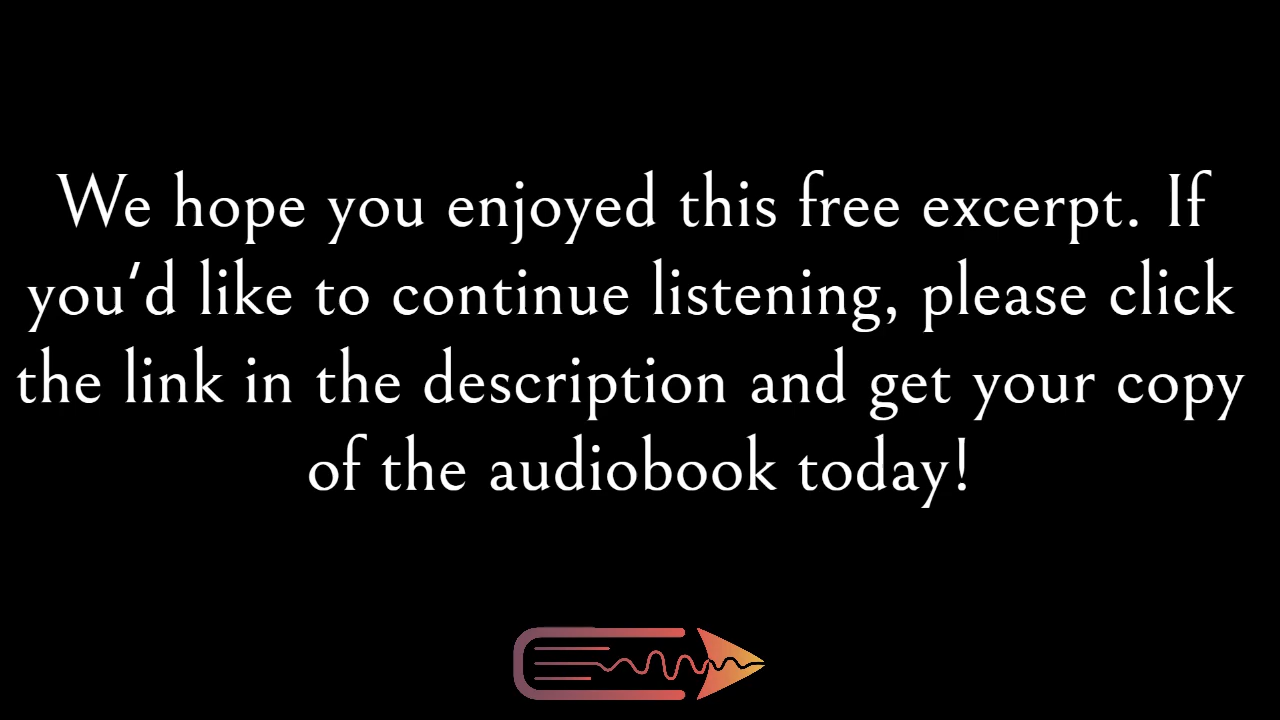 We hope you enjoyed this free excerpt. If
you'd like to continue listening, please click
the link in the description and get your copy
of the audiobook today!